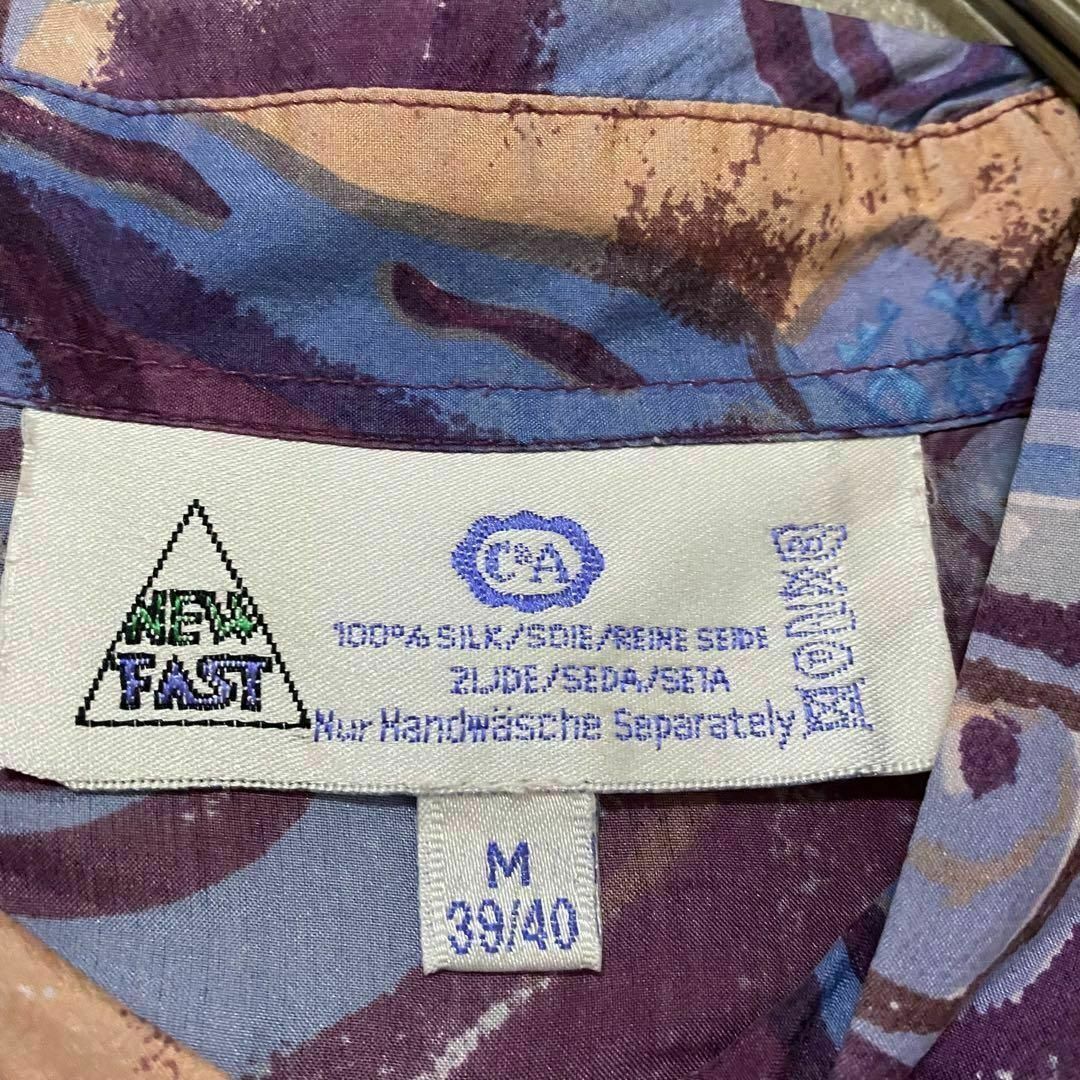 NEW
FAST
C&A
100% SILK/SOIE/REINE SEIDE
ZIJDE/SEDA/SETA
Nur Handwäsche Separately
M
39/40